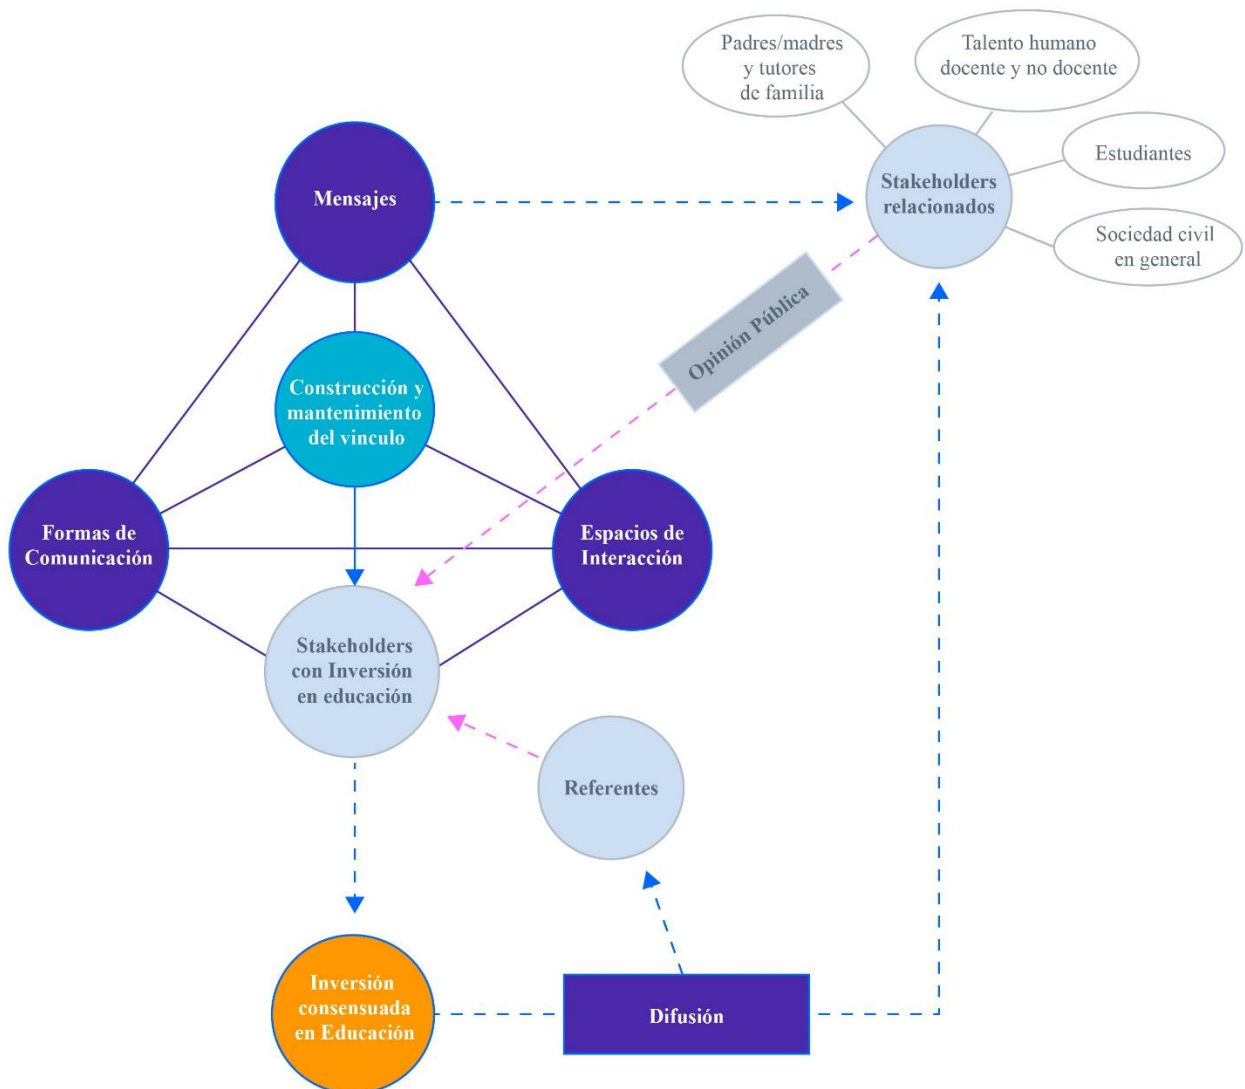 Padres/madres
y tutores
de familia
Talento humano
docente y no docente
Mensajes
Estudiantes
Stakeholders
relacionados
Sociedad civil
en general
Opinión Pública
Construcción y
mantenimiento
del vinculo
Formas de
Comunicación
Espacios de
Interacción
Stakeholders
con Inversión
en educación
Referentes
Inversión
consensuada
en Educación
Difusión